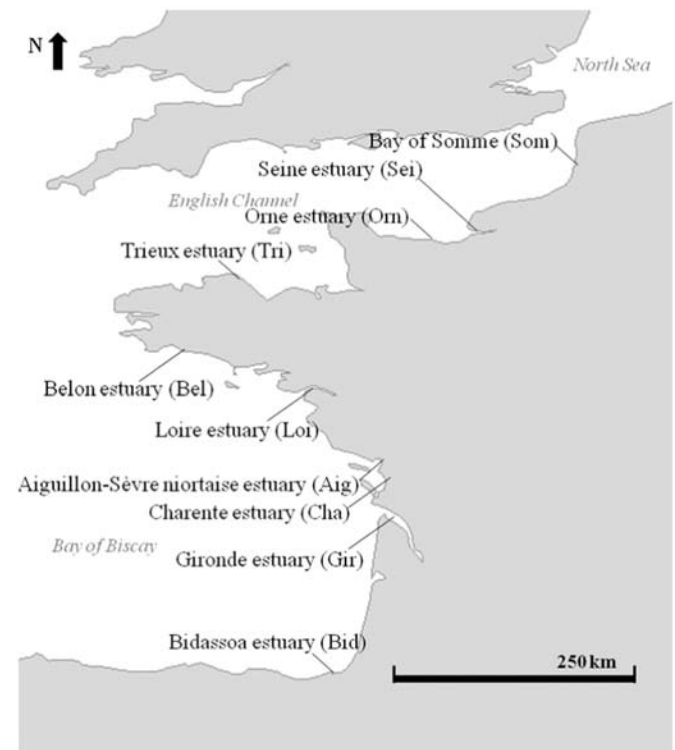 N
North Sea
Bay of Somme (Som)
Seine estuary (Sei)
English Channel
Orne estuary (Orn)
Trieux estuary (Tri)
Belon estuary (Bel)
Loire estuary (Loi)
Aiguillon-Sèvre niortaise estuary (Aig)
Charente estuary (Cha)
Bay of Biscay
Gironde estuary (Gir)
Bidassoa estuary (Bid)
250 km